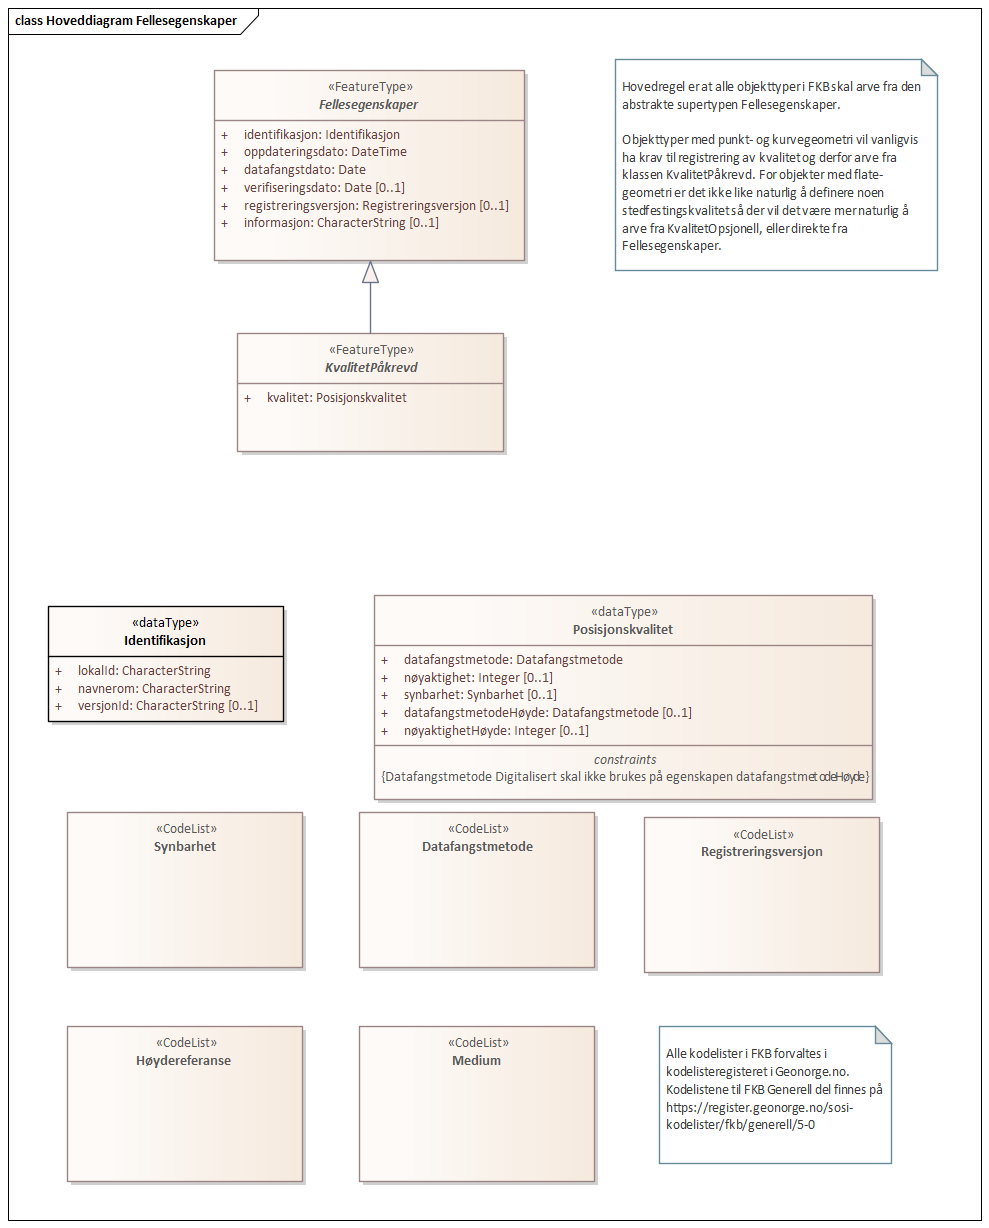 class Hoveddiagram Fellesegenskaper
«FeatureType»
Fellesegenskaper
+ identifikasjon: Identifikasjon
+ oppdateringsdato: DateTime
+ datafangstdato: Date
+ verifiseringsdato: Date [0..1]
+ registreringsversjon: Registreringsversjon [0..1]
+ informasjon: CharacterString [0..1]
Hovedregel er at alle objekttyper i FKB skal arve fra den
abstrakte supertypen Fellesegenskaper.
Objekttyper med punkt- og kurvegeometri vil vanligvis
ha krav til registrering av kvalitet og derfor arve fra
klassen KvalitetPåkrevd. For objekter med flate-
geometri er det ikke like naturlig å definere noen
stedfestingskvalitet så der vil det være mer naturlig å
arve fra KvalitetOpsjonell, eller direkte fra
Fellesegenskaper.
«FeatureType»
KvalitetPåkrevd
+ kvalitet: Posisjonskvalitet
«dataType»
Identifikasjon
+ lokalId: CharacterString
+ navnerom: CharacterString
+ versjonId: CharacterString [0..1]
«dataType»
Posisjonskvalitet
+ datafangstmetode: Datafangstmetode
+ nøyaktighet: Integer [0..1]
+ synbarhet: Synbarhet [0..1]
+ datafangstmetodeHøyde: Datafangstmetode [0..1]
+ nøyaktighetHøyde: Integer [0..1]
constraints
{Datafangstmetode Digitalisert skal ikke brukes på egenskapen datafangstmetodeHøyde}
«CodeList»
Synbarhet
«CodeList»
Datafangstmetode
«CodeList»
Registreringsversjon
«CodeList»
Høydereferanse
«CodeList»
Medium
Alle kodelister i FKB forvaltes i
kodelisteregisteret i Geonorge.no.
Kodelistene til FKB Generell del finnes på
https://register.geonorge.no/sosi-
kodelister/fkb/generell/5-0